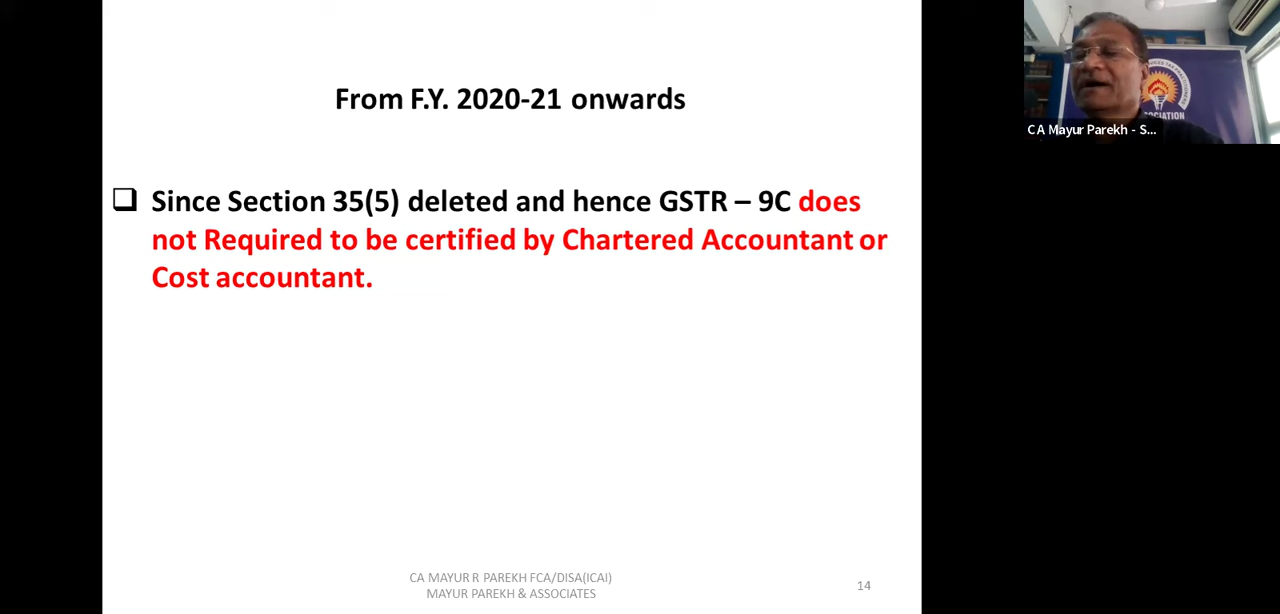 From F.Y. 2020-21 onwards
❑ Since Section 35(5) deleted and hence GSTR – 9C does
not Required to be certified by Chartered Accountant or
Cost accountant.
CA MAYUR R PAREKH FCA/DISA(ICAI)
MAYUR PAREKH & ASSOCIATES
14
CA Mayur Parekh - S...